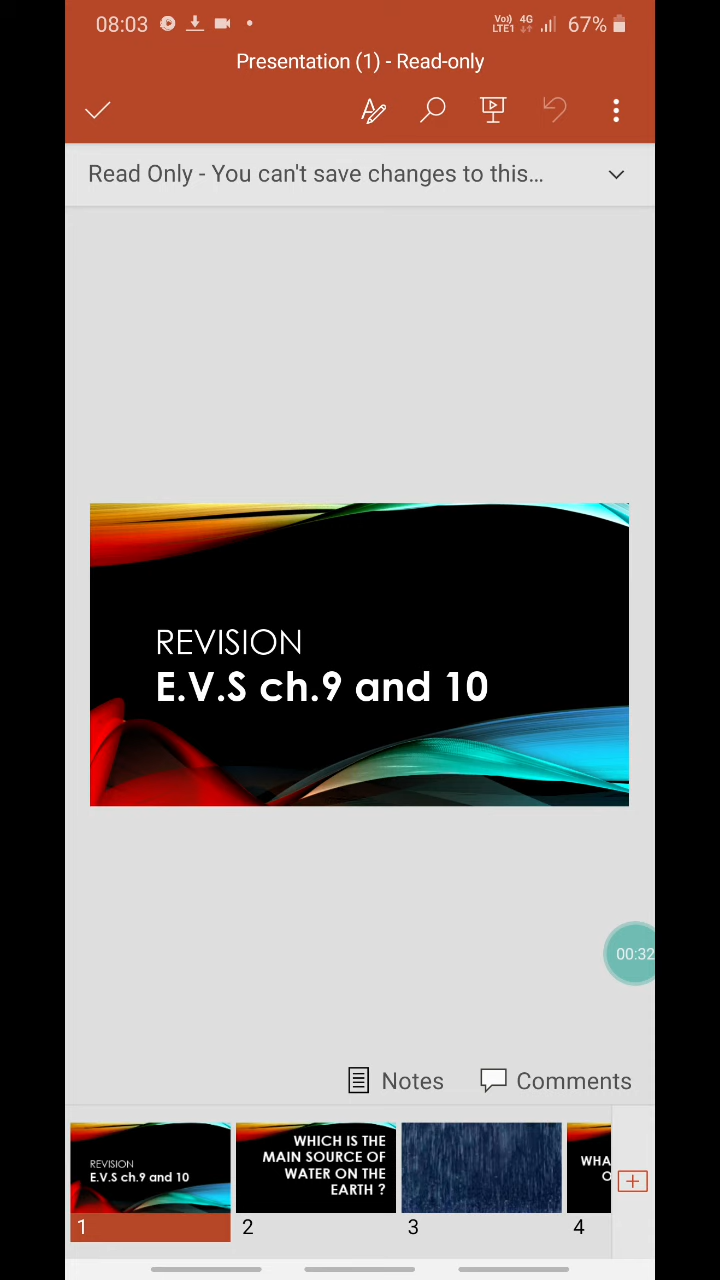 08:03
Vo))
LTE1
4G
67%
Presentation (1) - Read-only
Read Only - You can't save changes to this...
REVISION
E.V.S ch.9 and 10
00:32
Notes
Comments
REVISION
E.V.S ch.9 and 10
1
WHICH IS THE
MAIN SOURCE OF
WATER ON THE
EARTH ?
2
3
WHA
O
4